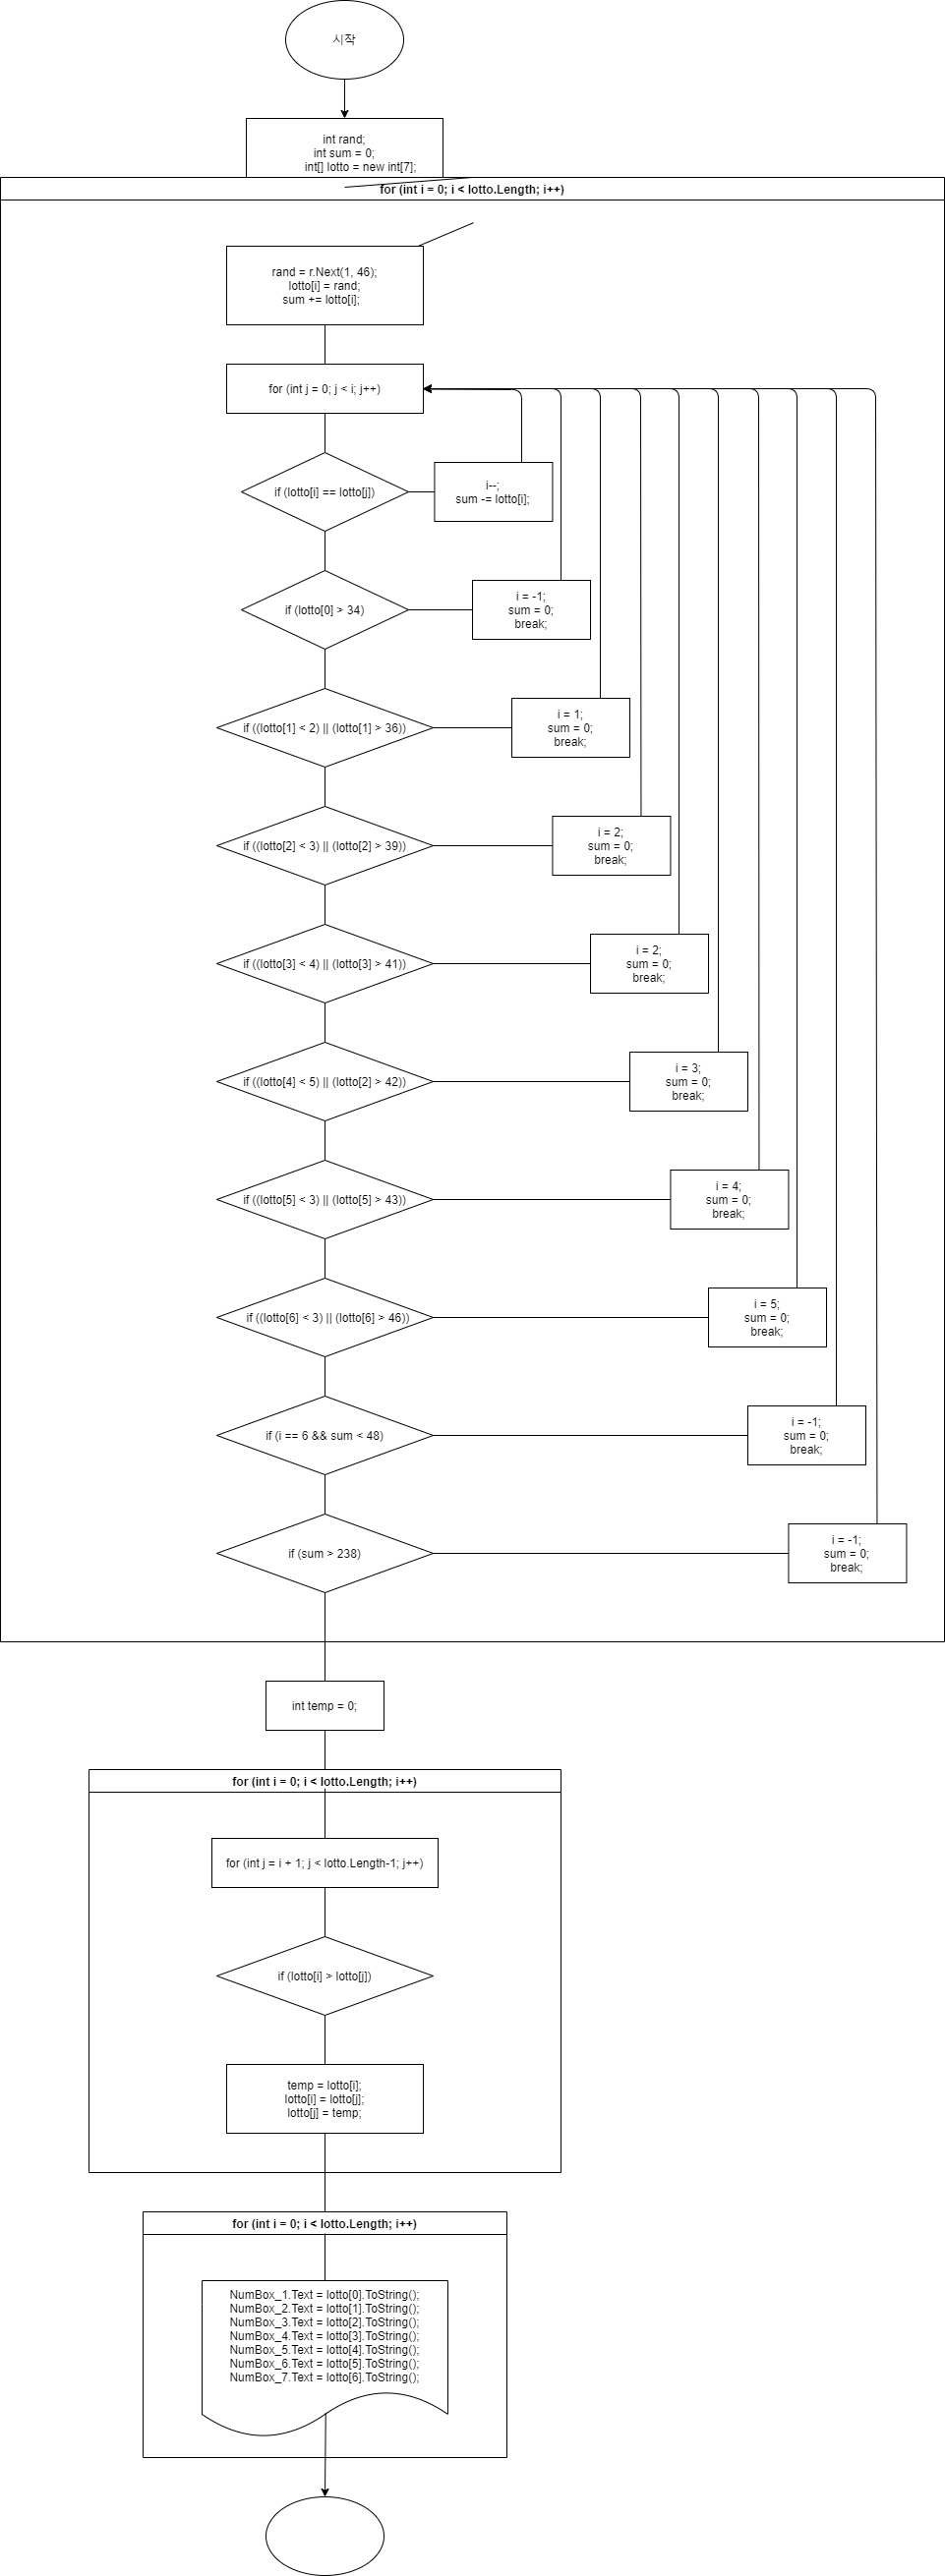 시작
int rand;
int sum = 0;
int[] lotto = new int[7];
for (int i = 0; i < lotto.Length; i++)
rand = r.Next(1, 46);
lotto[i] = rand;
sum += lotto[i];
for (int j = 0; j < i; j++)
if (lotto[i] == lotto[j])
i--;
sum -= lotto[i];
if (lotto[0] > 34)
i = -1;
sum = 0;
break;
if ((lotto[1] < 2) || (lotto[1] > 36))
i = 1;
sum = 0;
break;
if ((lotto[2] < 3) || (lotto[2] > 39))
i = 2;
sum = 0;
break;
if ((lotto[3] < 4) || (lotto[3] > 41))
i = 2;
sum = 0;
break;
if ((lotto[4] < 5) || (lotto[2] > 42))
i = 3;
sum = 0;
break;
if ((lotto[5] < 3) || (lotto[5] > 43))
i = 4;
sum = 0;
break;
if ((lotto[6] < 3) || (lotto[6] > 46))
i = 5;
sum = 0;
break;
if (i == 6 && sum < 48)
i = -1;
sum = 0;
break;
if (sum > 238)
i = -1;
sum = 0;
break;
int temp = 0;
for (int i = 0; i < lotto.Length; i++)
for (int j = i + 1; j < lotto.Length-1; j++)
if (lotto[i] > lotto[j])
temp = lotto[i];
lotto[i] = lotto[j];
lotto[j] = temp;
for (int i = 0; i < lotto.Length; i++)
NumBox_1.Text = lotto[0].ToString();
NumBox_2.Text = lotto[1].ToString();
NumBox_3.Text = lotto[2].ToString();
NumBox_4.Text = lotto[3].ToString();
NumBox_5.Text = lotto[4].ToString();
NumBox_6.Text = lotto[5].ToString();
NumBox_7.Text = lotto[6].ToString();